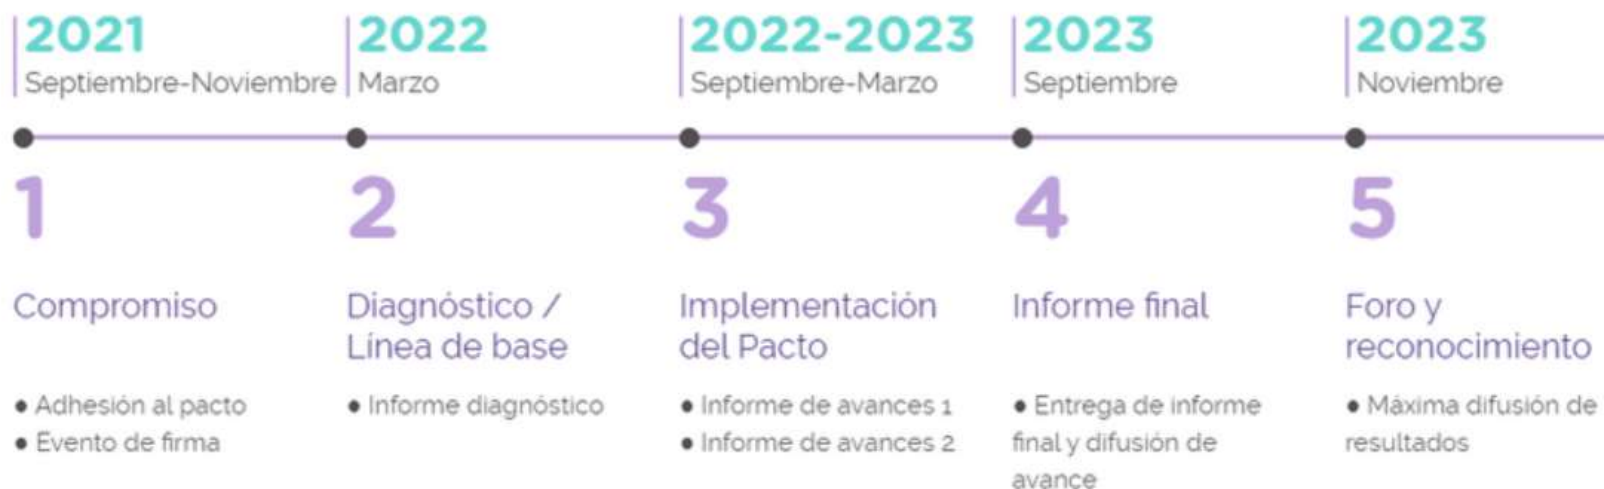 2021
Septiembre-Noviembre
2022
Marzo
2022-2023
Septiembre-Marzo
2023
Septiembre
2023
Noviembre
1
Compromiso
● Adhesión al pacto
● Evento de firma
2
Diagnóstico /
Línea de base
● Informe diagnóstico
3
Implementación
del Pacto
● Informe de avances 1
● Informe de avances 2
4
Informe final
● Entrega de informe
final y difusión de
avance
5
Foro y
reconocimiento
● Máxima difusión de
resultados